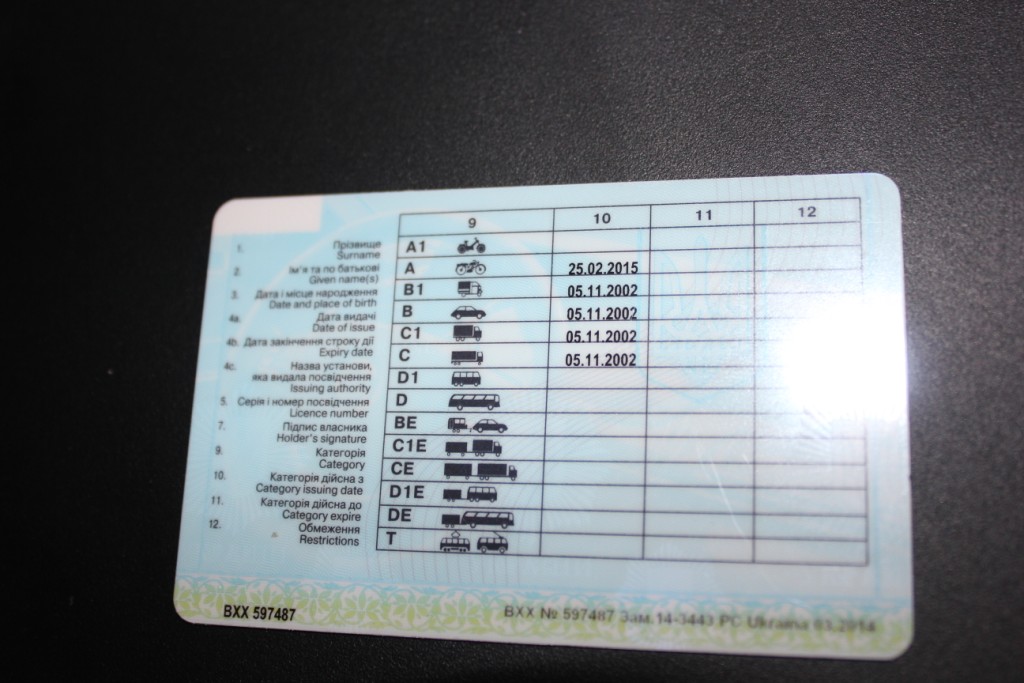 9 10 11 12
1. Прізвище
Surname
2. Ім'я та по батькові
Given name(s)
3. Дата і місце народження
Date and place of birth
4a. Дата видачі
Date of issue
4b. Дата закінчення строку дії
Expiry date
4c. Назва установи,
яка видала посвідчення
Issuing authority
5. Серія і номер посвідчення
Licence number
7. Підпис власника
Holder's signature
9. Категорія
Category
10. Категорія дійсна з
Category issuing date
11. Категорія дійсна до
Category expire
12. Обмеження
Restrictions
A1
A 25.02.2015
B1 05.11.2002
B 05.11.2002
C1 05.11.2002
C 05.11.2002
D1
D
BE
C1E
CE
D1E
DE
T
BXX 597487
BXX № 597487 Зам.14-3443 PC Ukraina 03.2014